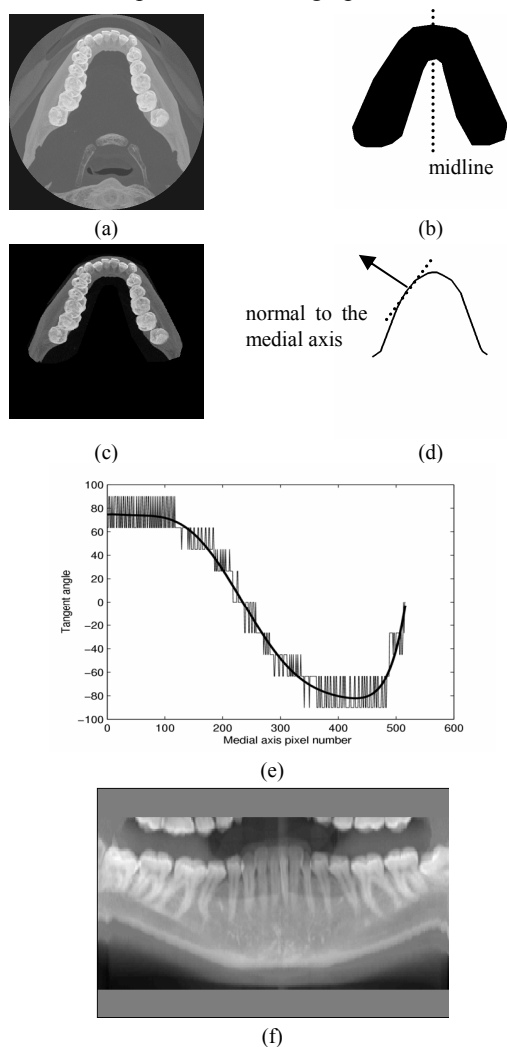 midline
(a)
(b)
normal to the
medial axis
(c)
(d)
100
80
60
40
20
0
−20
−40
−60
−80
−100
Tangent angle
0
100
200
300
400
500
600
Medial axis pixel number
(e)
(f)